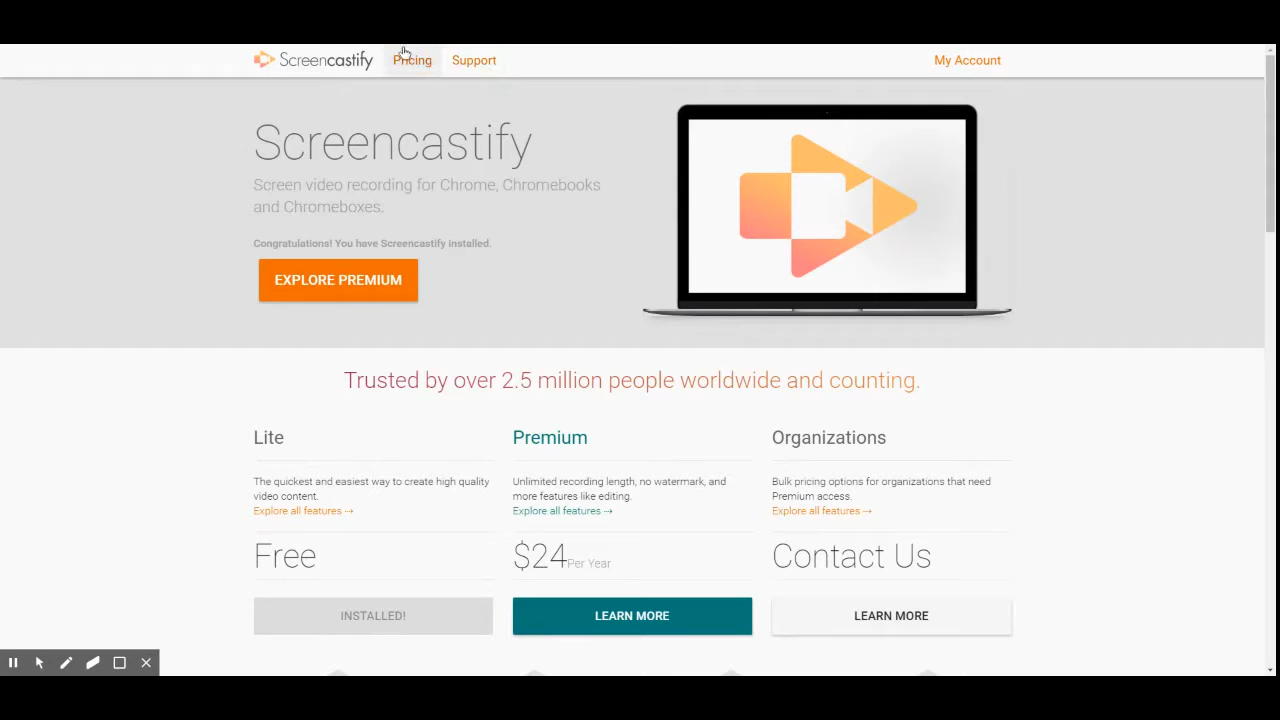 Screencastify Pricing Support My Account
Screencastify
Screen video recording for Chrome, Chromebooks
and Chromeboxes.
Congratulations! You have Screencastify installed.
EXPLORE PREMIUM
Trusted by over 2.5 million people worldwide and counting.
Lite
The quickest and easiest way to create high quality
video content.
Explore all features →
Free
INSTALLED!
Premium
Unlimited recording length, no watermark, and
more features like editing.
Explore all features →
$24 Per Year
LEARN MORE
Organizations
Bulk pricing options for organizations that need
Premium access.
Explore all features →
Contact Us
LEARN MORE